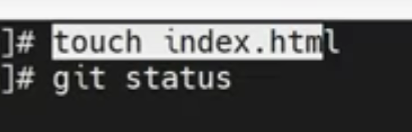 ]# touch index.html
]# git status